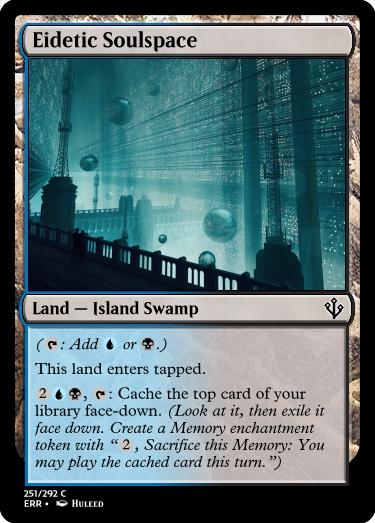 Eidetic Soulspace
Land — Island Swamp
( : Add or .)
This land enters tapped.
2 , : Cache the top card of your
library face-down. (Look at it, then exile it
face down. Create a Memory enchantment
token with “ 2 , Sacrifice this Memory: You
may play the cached card this turn.”)
251/292 C
ERR • Huleed